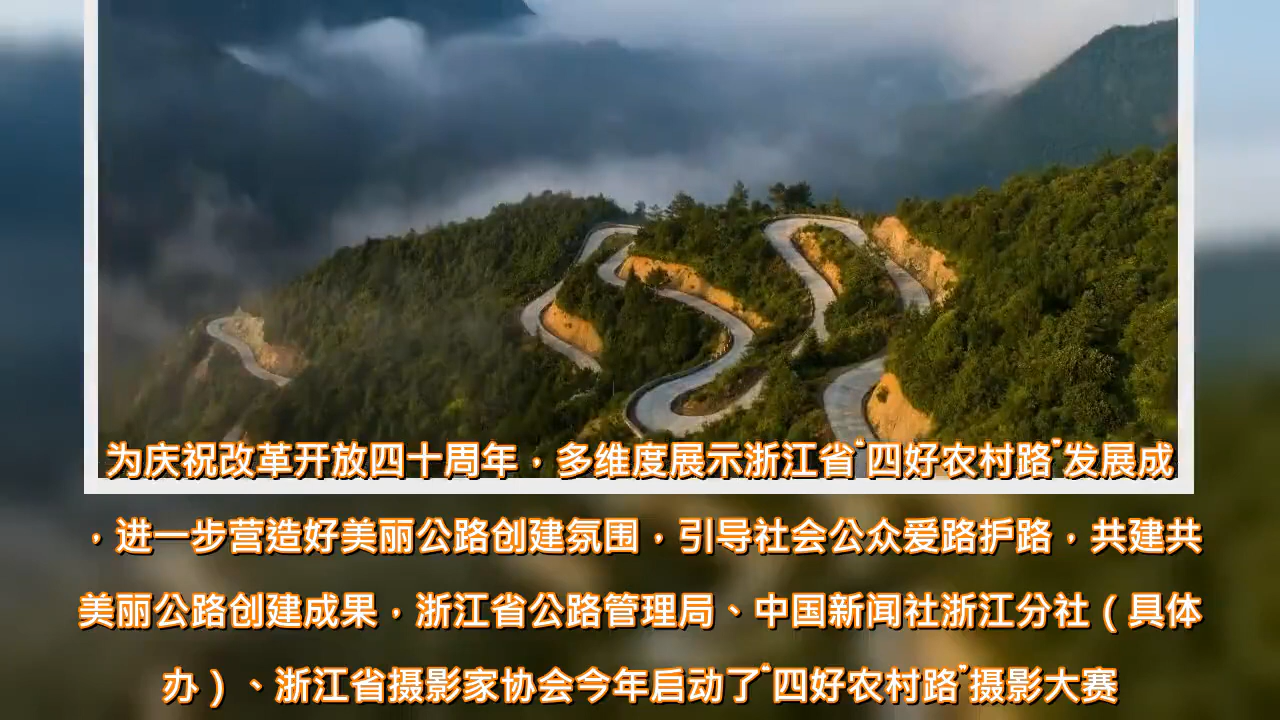 为庆祝改革开放四十周年，多维度展示浙江省“四好农村路”发展成
，进一步营造好美丽公路创建氛围，引导社会公众爱路护路，共建共
美丽公路创建成果，浙江省公路管理局、中国新闻社浙江分社（具体
办）、浙江省摄影家协会今年启动了“四好农村路”摄影大赛